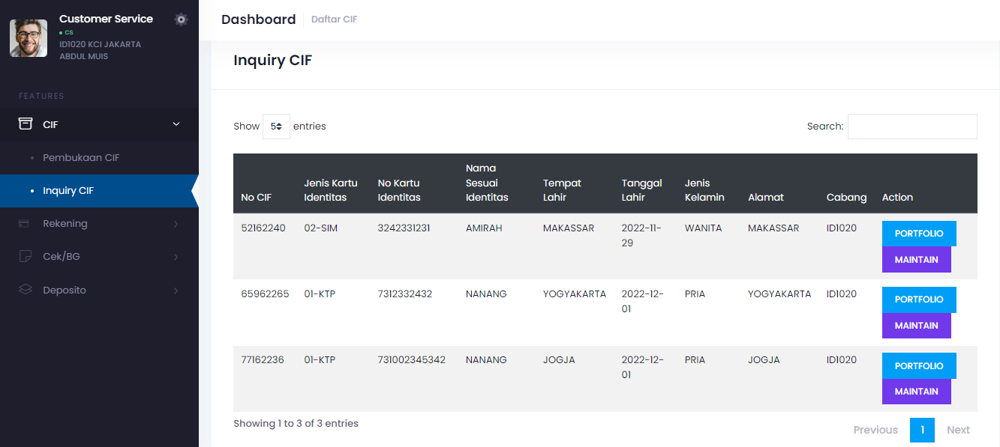 Customer Service
CS
ID1020 KCI JAKARTA
ABDUL MUIS
FEATURES
CIF
Pembukaan CIF
Inquiry CIF
Rekening
Cek/BG
Deposito
Dashboard Daftar CIF
Inquiry CIF
Show 5 entries Search:
No CIF Jenis Kartu Identitas No Kartu Identitas Nama Sesuai Identitas Tempat Lahir Tanggal Lahir Jenis Kelamin Alamat Cabang Action
52162240 02-SIM 3242331231 AMIRAH MAKASSAR 2022-11-29 WANITA MAKASSAR ID1020 PORTFOLIO
MAINTAIN
65962265 01-KTP 7312332432 NANANG YOGYAKARTA 2022-12-01 PRIA YOGYAKARTA ID1020 PORTFOLIO
MAINTAIN
77162236 01-KTP 731002345342 NANANG JOGJA 2022-12-01 PRIA JOGJA ID1020 PORTFOLIO
MAINTAIN
Showing 1 to 3 of 3 entries
Previous 1 Next